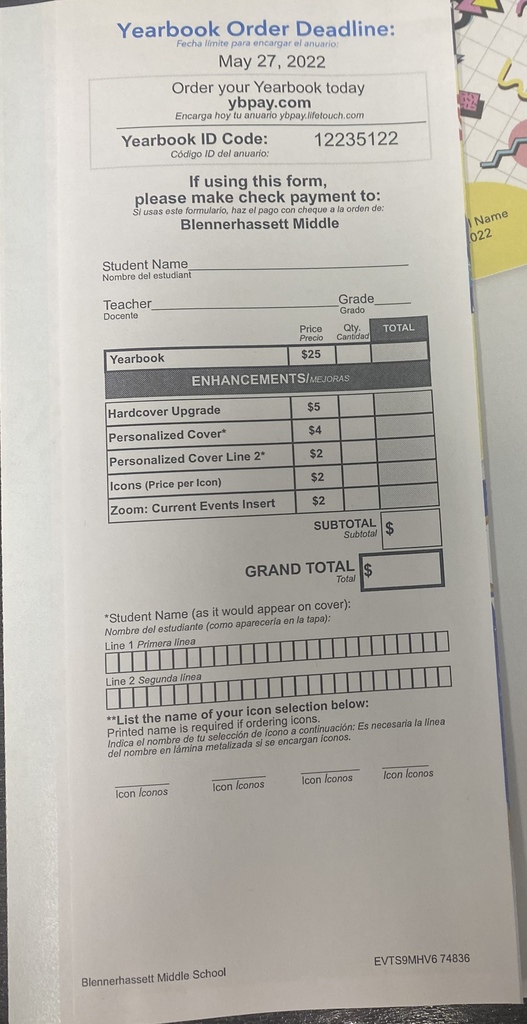 Yearbook Order Deadline:
Fecha límite para encargar el anuario:
May 27, 2022
Order your Yearbook today
ybpay.com
Encarga hoy tu anuario ybpay.lifetouch.com
Yearbook ID Code: 12235122
Código ID del anuario:
If using this form,
please make check payment to:
Si usas este formulario, haz el pago con cheque a la orden de:
Blennerhassett Middle
Student Name
Nombre del estudiant
Teacher Grade
Docente Grado
Price Qty. TOTAL
Precio Cantidad
Yearbook $25
ENHANCEMENTS/MEJORAS
Hardcover Upgrade $5
Personalized Cover* $4
Personalized Cover Line 2* $2
Icons (Price per Icon) $2
Zoom: Current Events Insert $2
SUBTOTAL $
Subtotal
GRAND TOTAL $
Total
*Student Name (as it would appear on cover):
Nombre del estudiante (como aparecería en la tapa):
Line 1 Primera línea
Line 2 Segunda línea
**List the name of your icon selection below:
Printed name is required if ordering icons.
Indica el nombre de tu selección de ícono a continuación: Es necesaria la línea
del nombre en lámina metalizada si se encargan íconos.
Icon Íconos Icon Íconos Icon Íconos Icon Íconos
Blennerhassett Middle School EVTS9MHV6 74836
Name
022